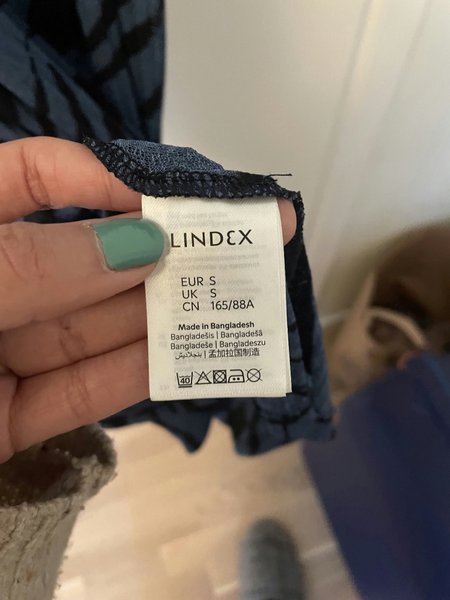 LINDEX
EUR S
UK S
CN 165/88A
Made in Bangladesh
Bangladešis | Bangladešā
Bangladeše | Bangladeszu
بنجلاديش | 孟加拉国制造
40